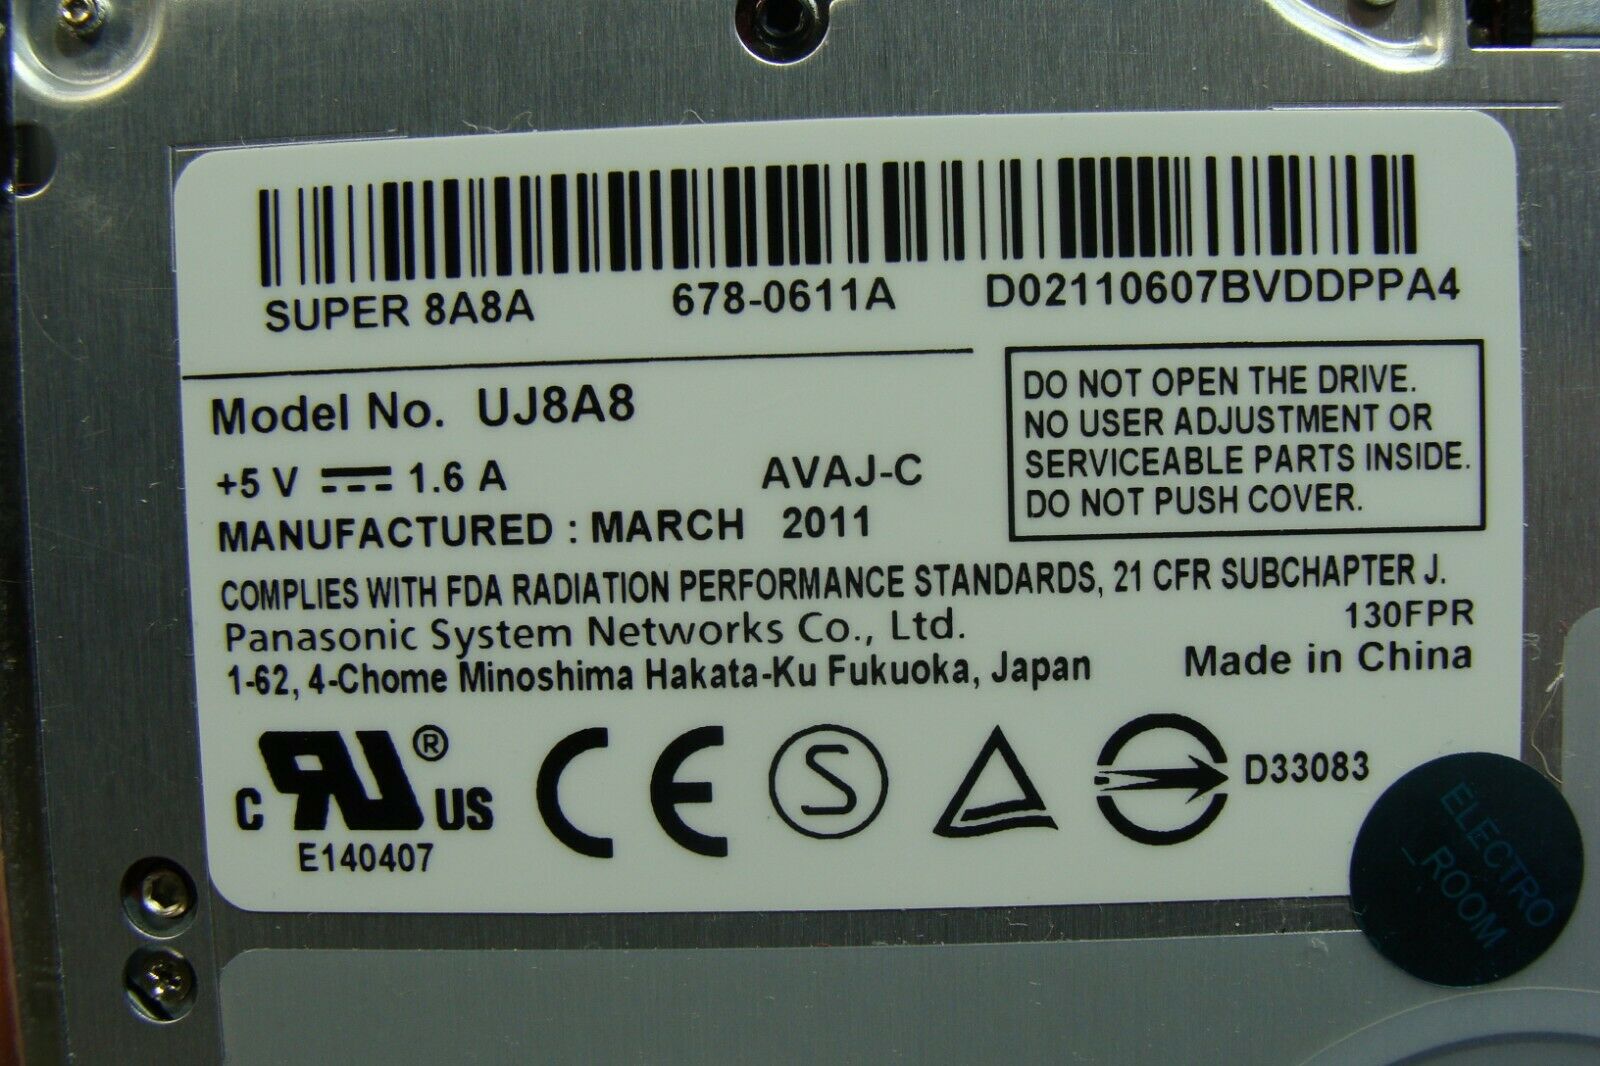 SUPER 8A8A 678-0611A D02110607BVDDPPA4
Model No. UJ8A8
+5 V 1.6 A AVAJ-C
MANUFACTURED : MARCH 2011
DO NOT OPEN THE DRIVE.
NO USER ADJUSTMENT OR
SERVICEABLE PARTS INSIDE.
DO NOT PUSH COVER.
COMPLIES WITH FDA RADIATION PERFORMANCE STANDARDS, 21 CFR SUBCHAPTER J.
Panasonic System Networks Co., Ltd. 130FPR
1-62, 4-Chome Minoshima Hakata-Ku Fukuoka, Japan Made in China
C RU ® US CE S D33083
E140407
ELECTRO
_ROOM